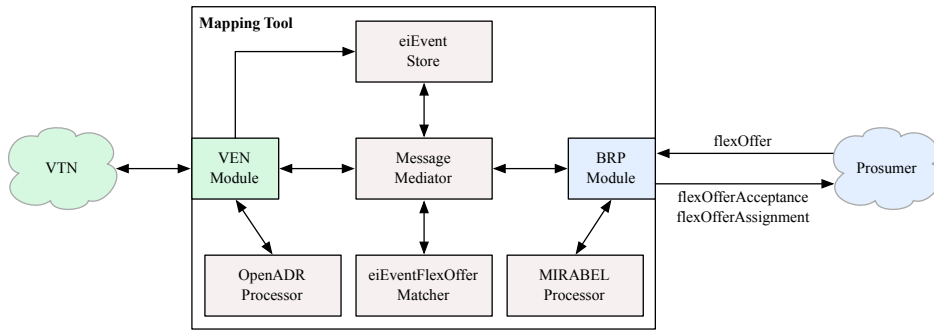 Mapping Tool
eiEvent
Store
VTN
VEN
Module
Message
Mediator
BRP
Module
flexOffer
Prosumer
flexOfferAcceptance
flexOfferAssignment
OpenADR
Processor
eiEventFlexOffer
Matcher
MIRABEL
Processor